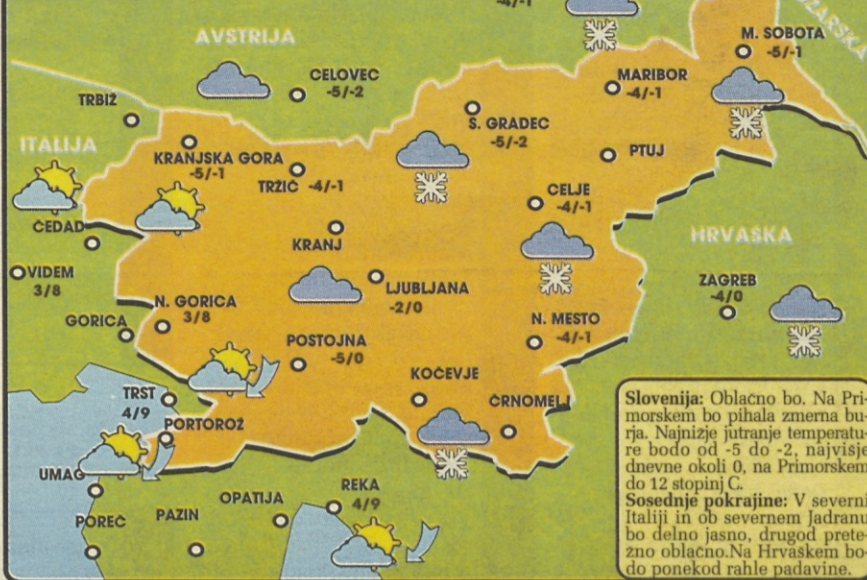 -4/-1
AVSTRIJA
M. SOBOTA
-5/-1
CELOVEC
-5/-2
MARIBOR
-4/-1
TRBIŽ
S. GRADEC
-5/-2
ITALIJA
KRANJSKA GORA
-5/-1
TRŽIČ -4/-1
PTUJ
CELJE
-4/-1
ČEDAD
KRANJ
HRVAŠKA
VIDEM
3/8
LJUBLJANA
-2/0
ZAGREB
-4/0
N. GORICA
3/8
GORICA
N. MESTO
-4/-1
POSTOJNA
-5/0
KOČEVJE
TRST
4/9
ČRNOMELJ
PORTOROŽ
UMAG
REKA
4/9
OPATIJA
POREČ
PAZIN
Slovenija: Oblačno bo. Na Pri-
morskem bo pihala zmerna bu-
rja. Najnižje jutranje temperatu-
re bodo od -5 do -2, najvišje
dnevne okoli 0, na Primorskem
do 12 stopinj C.
Sosednje pokrajine: V severni
Italiji in ob severnem Jadranu
bo delno jasno, drugod prete-
žno oblačno.Na Hrvaškem bo-
do ponekod rahle padavine.